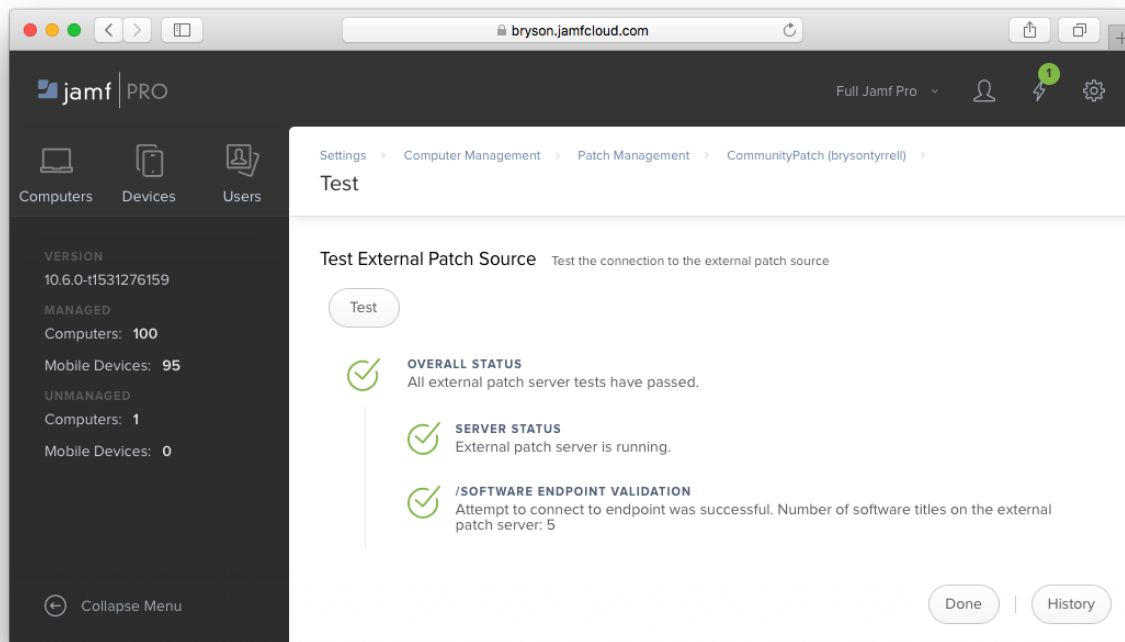 bryson.jamfcloud.com
jamf PRO
Full Jamf Pro
1
Computers
Devices
Users
Settings > Computer Management > Patch Management > CommunityPatch (brysontyrrell) >
Test
VERSION
10.6.0-t1531276159
MANAGED
Computers: 100
Mobile Devices: 95
UNMANAGED
Computers: 1
Mobile Devices: 0
Test External Patch Source Test the connection to the external patch source
Test
OVERALL STATUS
All external patch server tests have passed.
SERVER STATUS
External patch server is running.
/SOFTWARE ENDPOINT VALIDATION
Attempt to connect to endpoint was successful. Number of software titles on the external
patch server: 5
Collapse Menu
Done
History